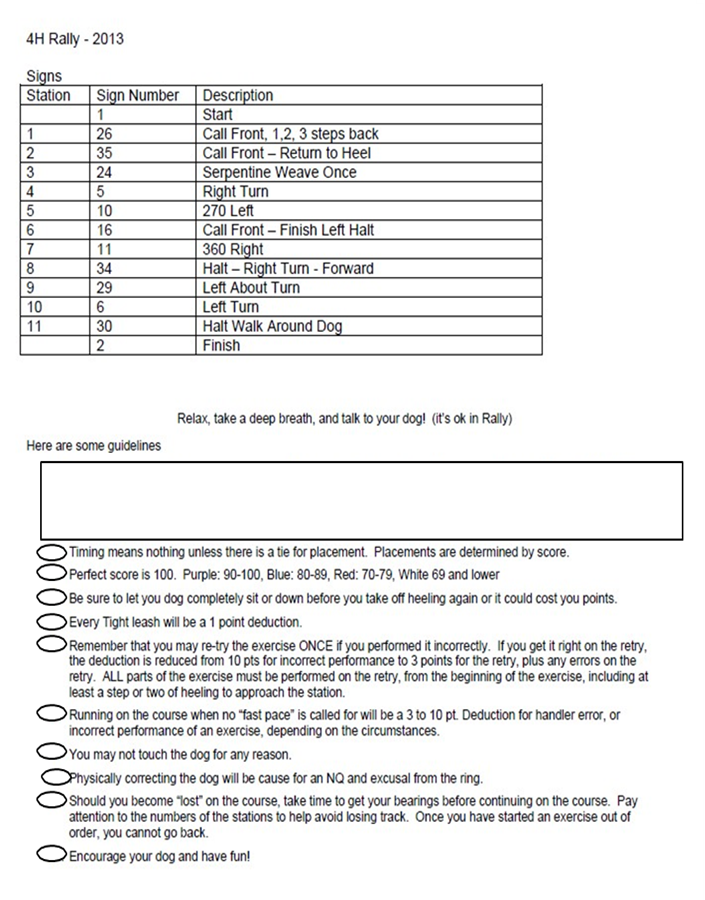 4H Rally - 2013
Signs
Station Sign Number Description
1 Start
1 26 Call Front, 1,2, 3 steps back
2 35 Call Front – Return to Heel
3 24 Serpentine Weave Once
4 5 Right Turn
5 10 270 Left
6 16 Call Front – Finish Left Halt
7 11 360 Right
8 34 Halt – Right Turn - Forward
9 29 Left About Turn
10 6 Left Turn
11 30 Halt Walk Around Dog
2 Finish
Relax, take a deep breath, and talk to your dog! (it's ok in Rally)
Here are some guidelines
Timing means nothing unless there is a tie for placement. Placements are determined by score.
Perfect score is 100. Purple: 90-100, Blue: 80-89, Red: 70-79, White 69 and lower
Be sure to let you dog completely sit or down before you take off heeling again or it could cost you points.
Every Tight leash will be a 1 point deduction.
Remember that you may re-try the exercise ONCE if you performed it incorrectly. If you get it right on the retry,
the deduction is reduced from 10 pts for incorrect performance to 3 points for the retry, plus any errors on the
retry. ALL parts of the exercise must be performed on the retry, from the beginning of the exercise, including at
least a step or two of heeling to approach the station.
Running on the course when no “fast pace” is called for will be a 3 to 10 pt. Deduction for handler error, or
incorrect performance of an exercise, depending on the circumstances.
You may not touch the dog for any reason.
Physically correcting the dog will be cause for an NQ and excusal from the ring.
Should you become “lost” on the course, take time to get your bearings before continuing on the course. Pay
attention to the numbers of the stations to help avoid losing track. Once you have started an exercise out of
order, you cannot go back.
Encourage your dog and have fun!